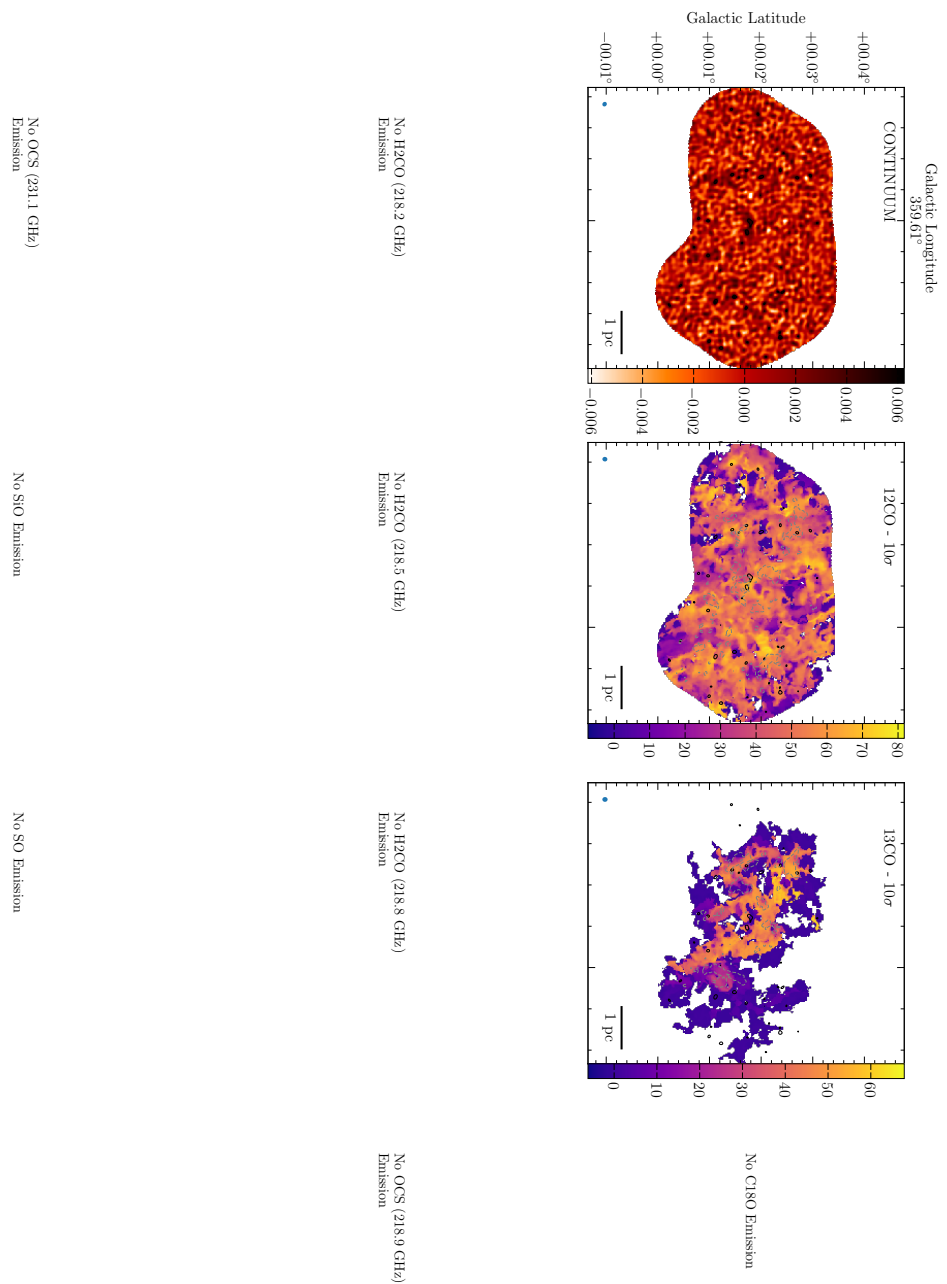 Galactic Longitude
359.61°
Galactic Latitude
+00.04°
+00.03°
+00.02°
+00.01°
+00.00°
−00.01°
CONTINUUM
1 pc
0.006
0.004
0.002
0.000
−0.002
−0.004
−0.006
12CO - 10σ
1 pc
80
70
60
50
40
30
20
10
0
13CO - 10σ
1 pc
60
50
40
30
20
10
0
No C18O Emission
No H2CO (218.2 GHz)
Emission
No H2CO (218.5 GHz)
Emission
No H2CO (218.8 GHz)
Emission
No OCS (218.9 GHz)
Emission
No OCS (231.1 GHz)
Emission
No SiO Emission
No SO Emission